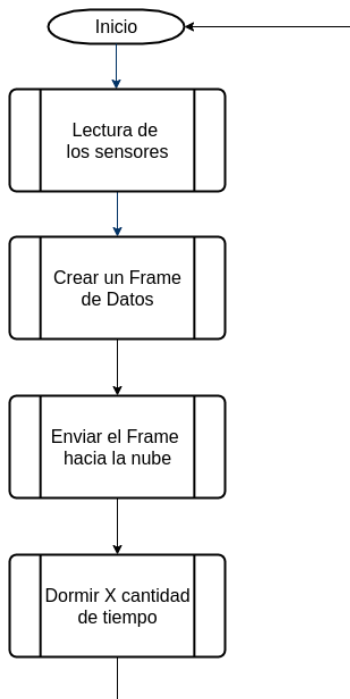 Inicio
Lectura de
los sensores
Crear un Frame
de Datos
Enviar el Frame
hacia la nube
Dormir X cantidad
de tiempo